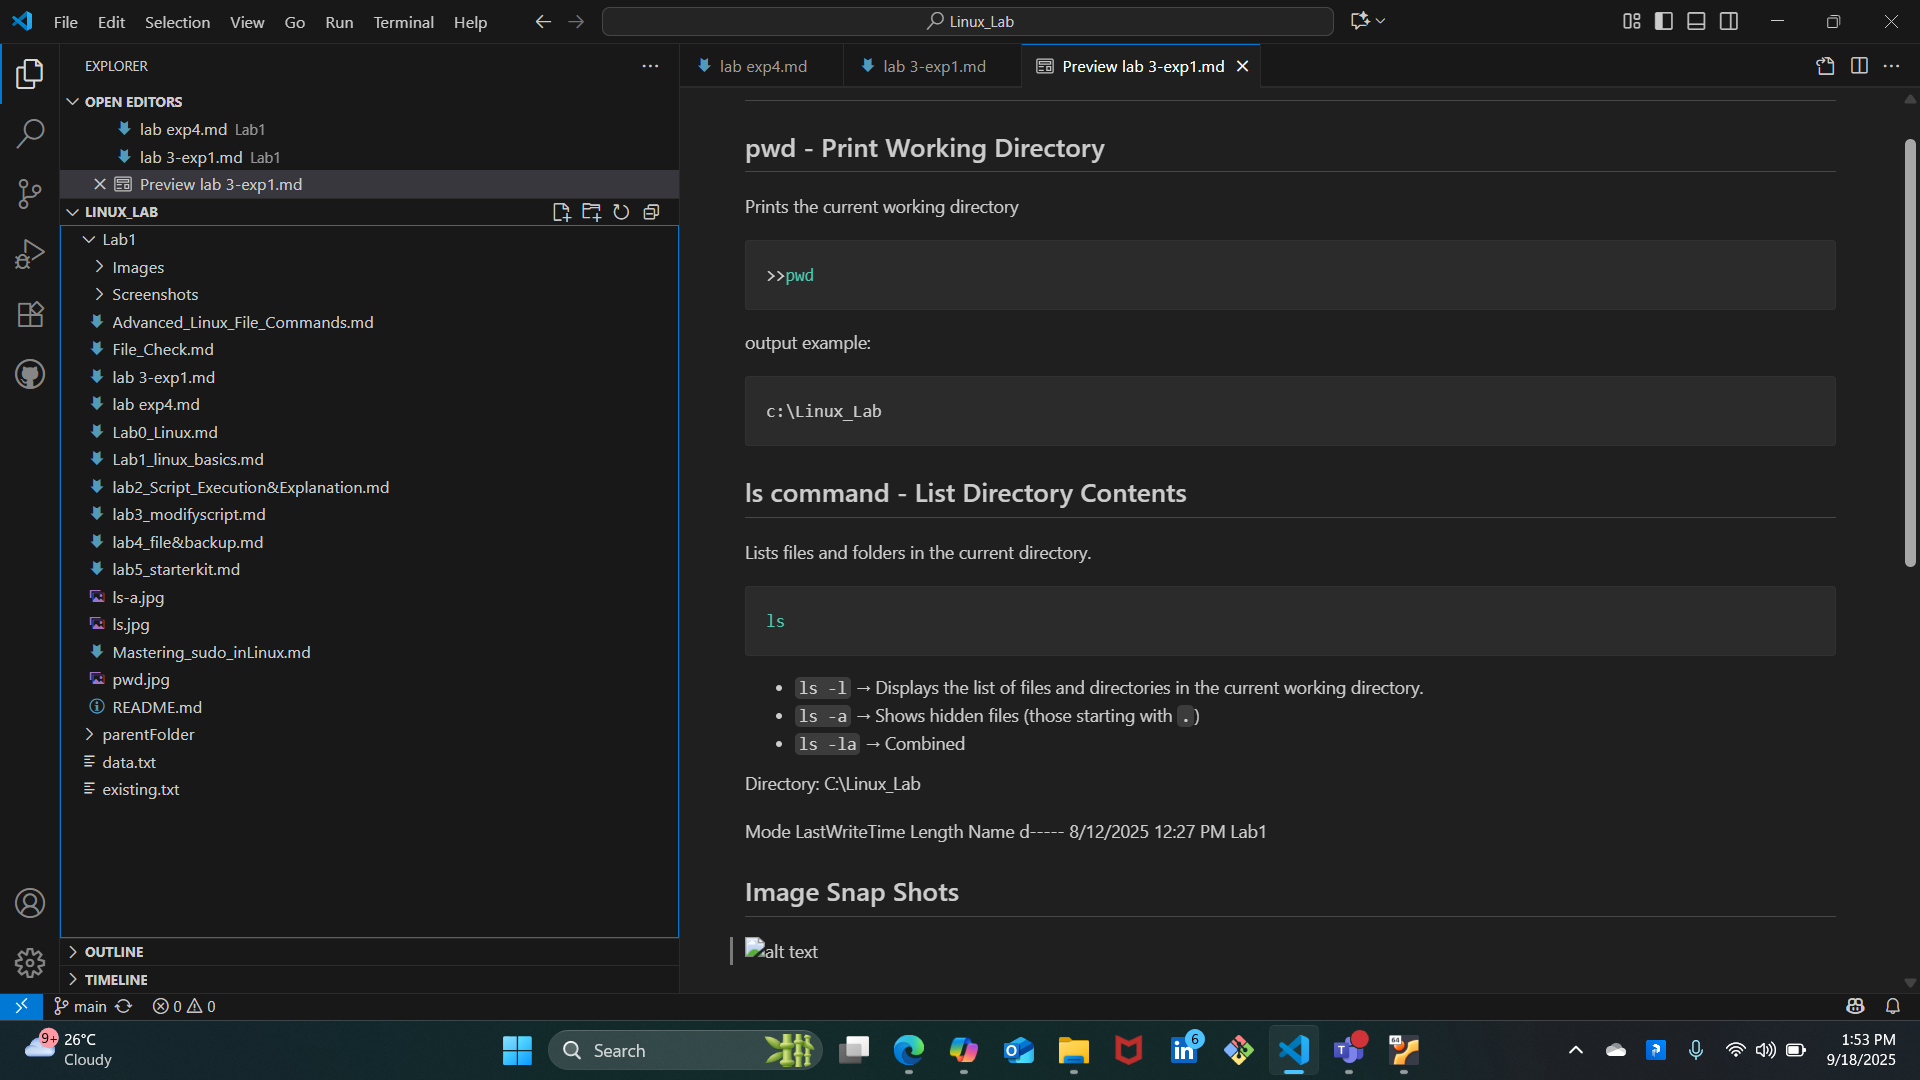 File Edit Selection View Go Run Terminal Help
Linux_Lab
EXPLORER
OPEN EDITORS
lab exp4.md Lab1
lab 3-exp1.md Lab1
Preview lab 3-exp1.md
LINUX_LAB
Lab1
Images
Screenshots
Advanced_Linux_File_Commands.md
File_Check.md
lab 3-exp1.md
lab exp4.md
Lab0_Linux.md
Lab1_linux_basics.md
lab2_Script_Execution&Explanation.md
lab3_modifyscript.md
lab4_file&backup.md
lab5_starterkit.md
ls-a.jpg
ls.jpg
Mastering_sudo_inLinux.md
pwd.jpg
README.md
parentFolder
data.txt
existing.txt
OUTLINE
TIMELINE
lab exp4.md
lab 3-exp1.md
Preview lab 3-exp1.md
pwd - Print Working Directory
Prints the current working directory
>>pwd
output example:
c:\Linux_Lab
ls command - List Directory Contents
Lists files and folders in the current directory.
ls
• ls -l → Displays the list of files and directories in the current working directory.
• ls -a → Shows hidden files (those starting with .)
• ls -la → Combined
Directory: C:\Linux_Lab
Mode LastWriteTime Length Name d----- 8/12/2025 12:27 PM Lab1
Image Snap Shots
alt text
main 0 0
9+ 26°C
Cloudy
Search
6
64
1:53 PM
9/18/2025